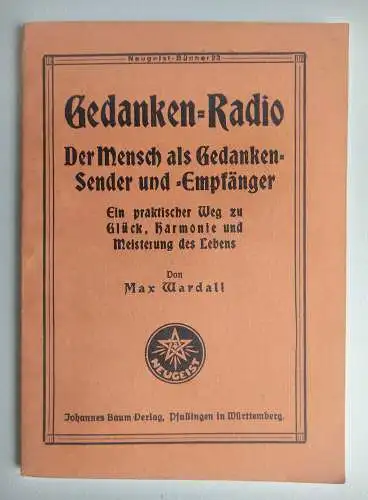 Neugeist-Bücher 23
Gedanken=Radio
Der Mensch als Gedanken-
Sender und -Empfänger
Ein praktischer Weg zu
Glück, Harmonie und
Meisterung des Lebens
Von
Max Wardall
NEUGEIST
Johannes Baum Verlag, Pfullingen in Württemberg.